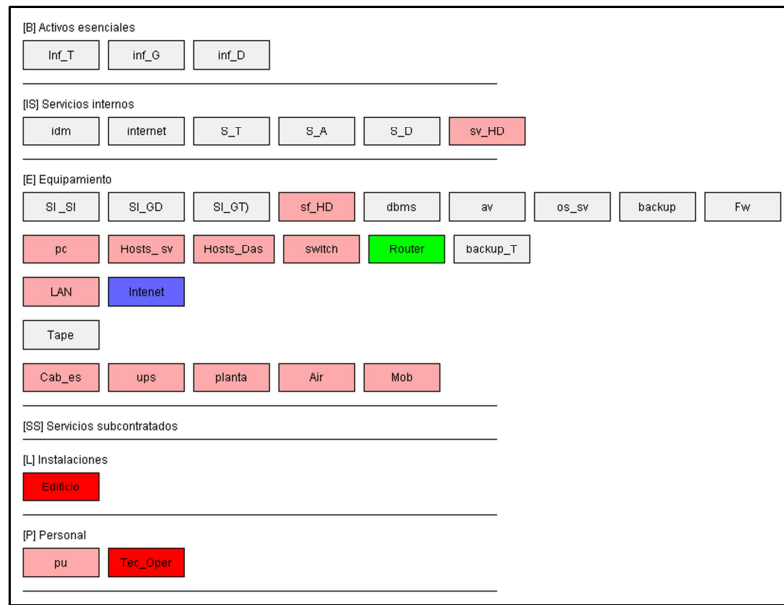 [B] Activos esenciales
Inf_T inf_G inf_D
[IS] Servicios internos
idm internet S_T S_A S_D sv_HD
[E] Equipamiento
SI _SI SI_GD SI_GT) sf_HD dbms av os_sv backup Fw
pc Hosts_ sv Hosts_Das switch Router backup_T
LAN Intenet
Tape
Cab_es ups planta Air Mob
[SS] Servicios subcontratados
[L] Instalaciones
Edificio
[P] Personal
pu Tec_Oper